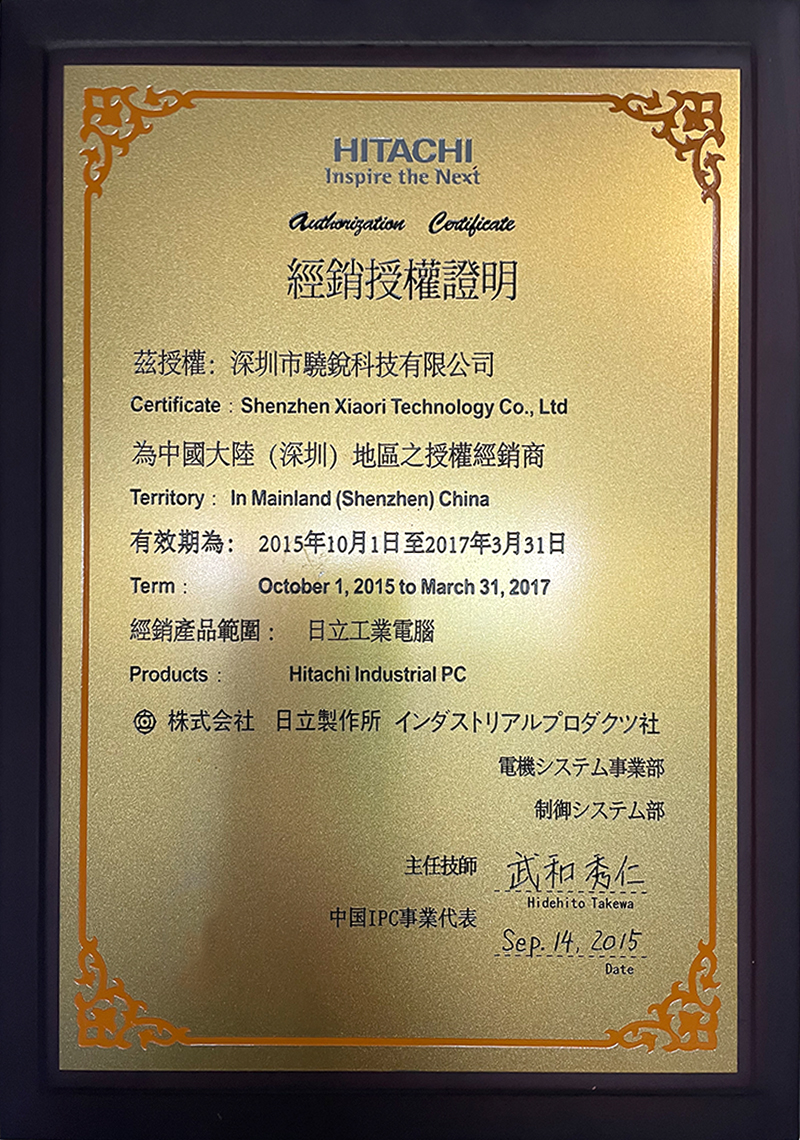 HITACHI
Inspire the Next
Authorization Certificate
經銷授權證明
茲授權：深圳市驍銳科技有限公司
Certificate：Shenzhen Xiaori Technology Co., Ltd
為中國大陸（深圳）地區之授權經銷商
Territory： In Mainland (Shenzhen) China
有效期為： 2015年10月1日至2017年3月31日
Term： October 1, 2015 to March 31, 2017
經銷產品範圍： 日立工業電腦
Products： Hitachi Industrial PC
株式会社 日立製作所 インダストリアルプロダクツ社
電機システム事業部
制御システム部
主任技師 武和秀仁
Hidehito Takewa
中国IPC事業代表 Sep. 14, 2015
Date